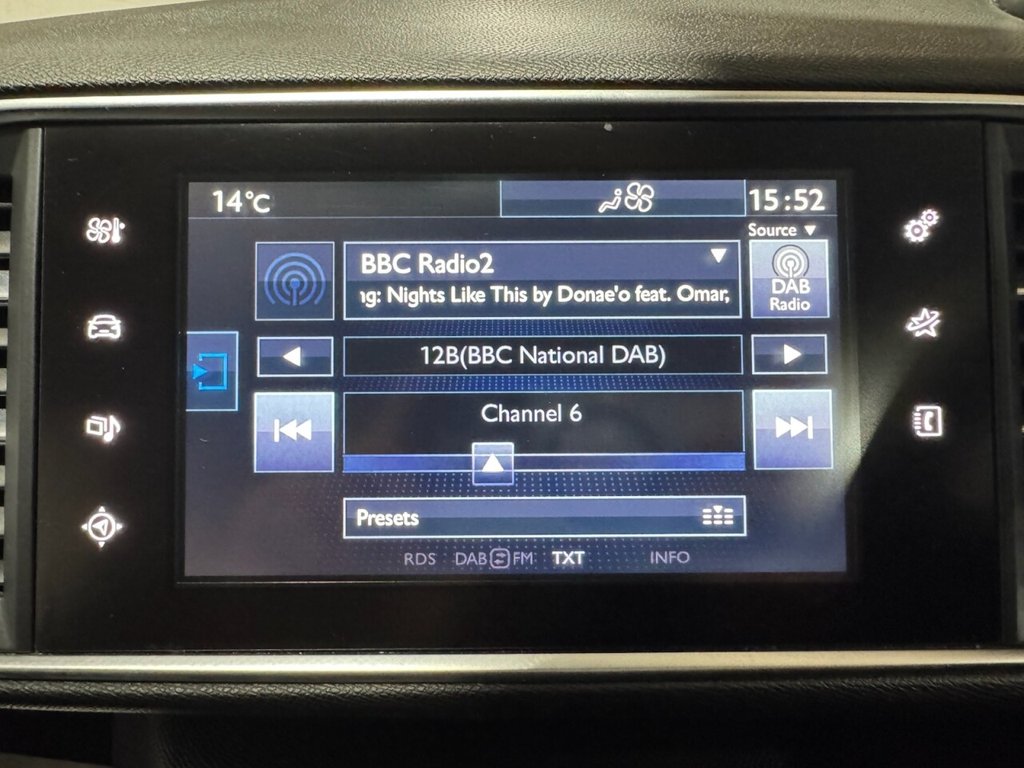 14°C
15:52
Source
BBC Radio2
ng: Nights Like This by Donae'o feat. Omar,
DAB
Radio
12B(BBC National DAB)
Channel 6
Presets
RDS DAB FM TXT INFO